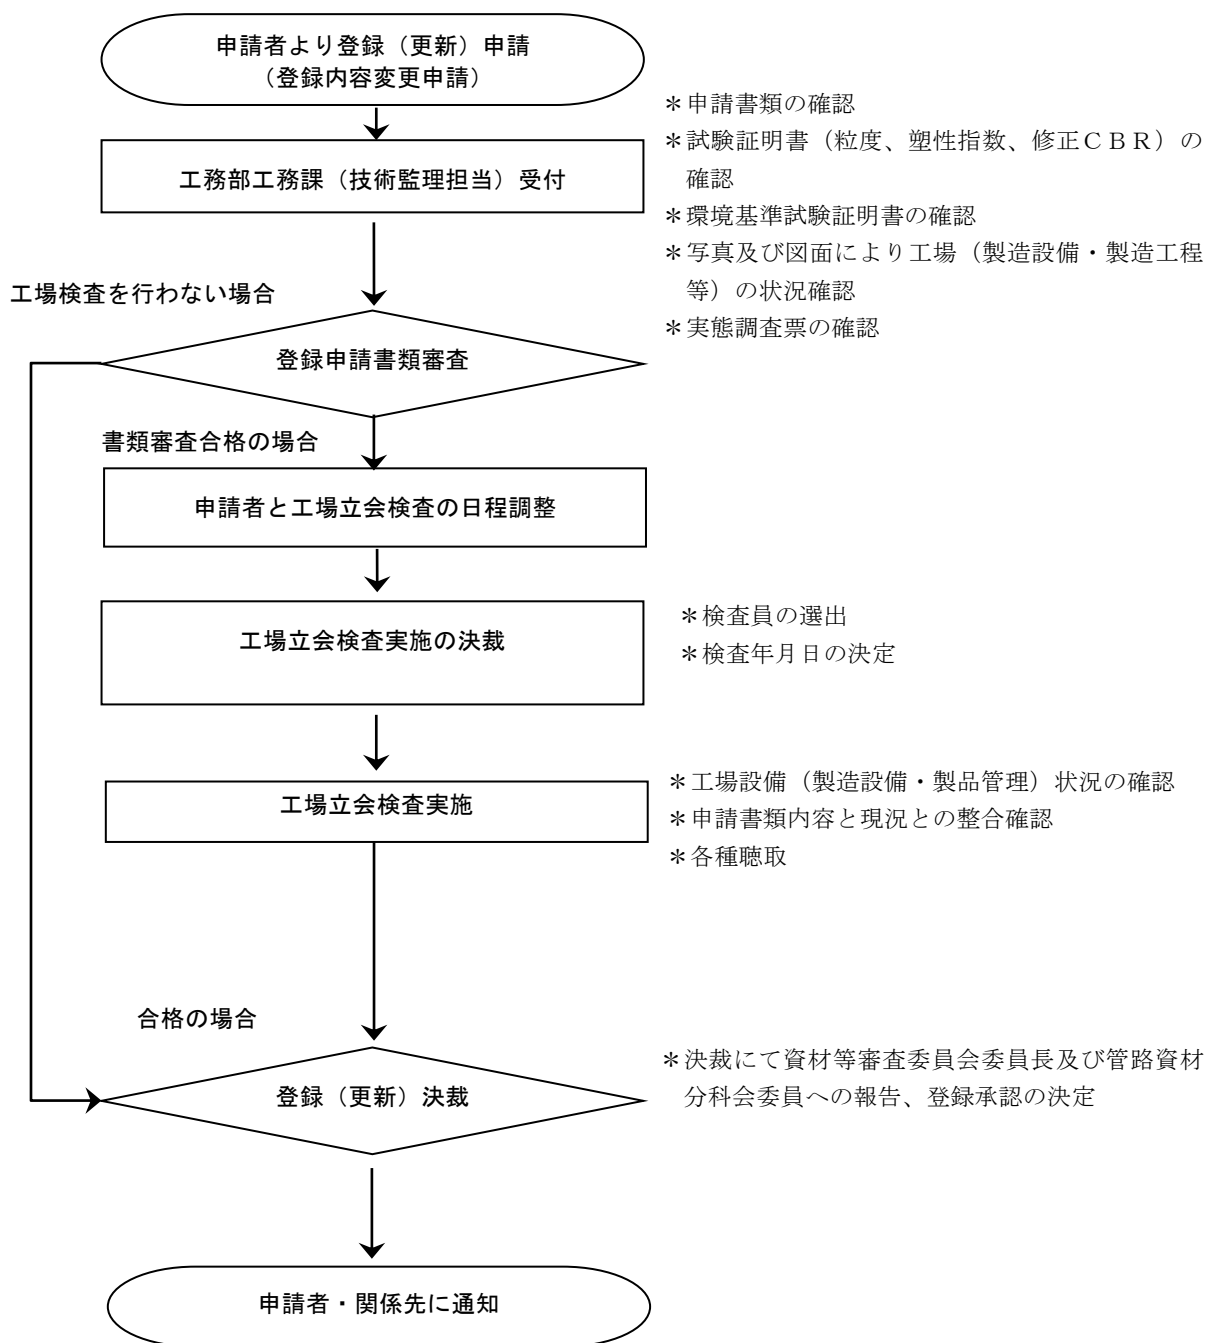 申請者より登録（更新）申請
（登録内容変更申請）
＊申請書類の確認
＊試験証明書（粒度、塑性指数、修正ＣＢＲ）の
確認
＊環境基準試験証明書の確認
＊写真及び図面により工場（製造設備・製造工程
等）の状況確認
＊実態調査票の確認
工務部工務課（技術監理担当）受付
工場検査を行わない場合
登録申請書類審査
書類審査合格の場合
申請者と工場立会検査の日程調整
工場立会検査実施の決裁
＊検査員の選出
＊検査年月日の決定
工場立会検査実施
＊工場設備（製造設備・製品管理）状況の確認
＊申請書類内容と現況との整合確認
＊各種聴取
合格の場合
登録（更新）決裁
＊決裁にて資材等審査委員会委員長及び管路資材
分科会委員への報告、登録承認の決定
申請者・関係先に通知